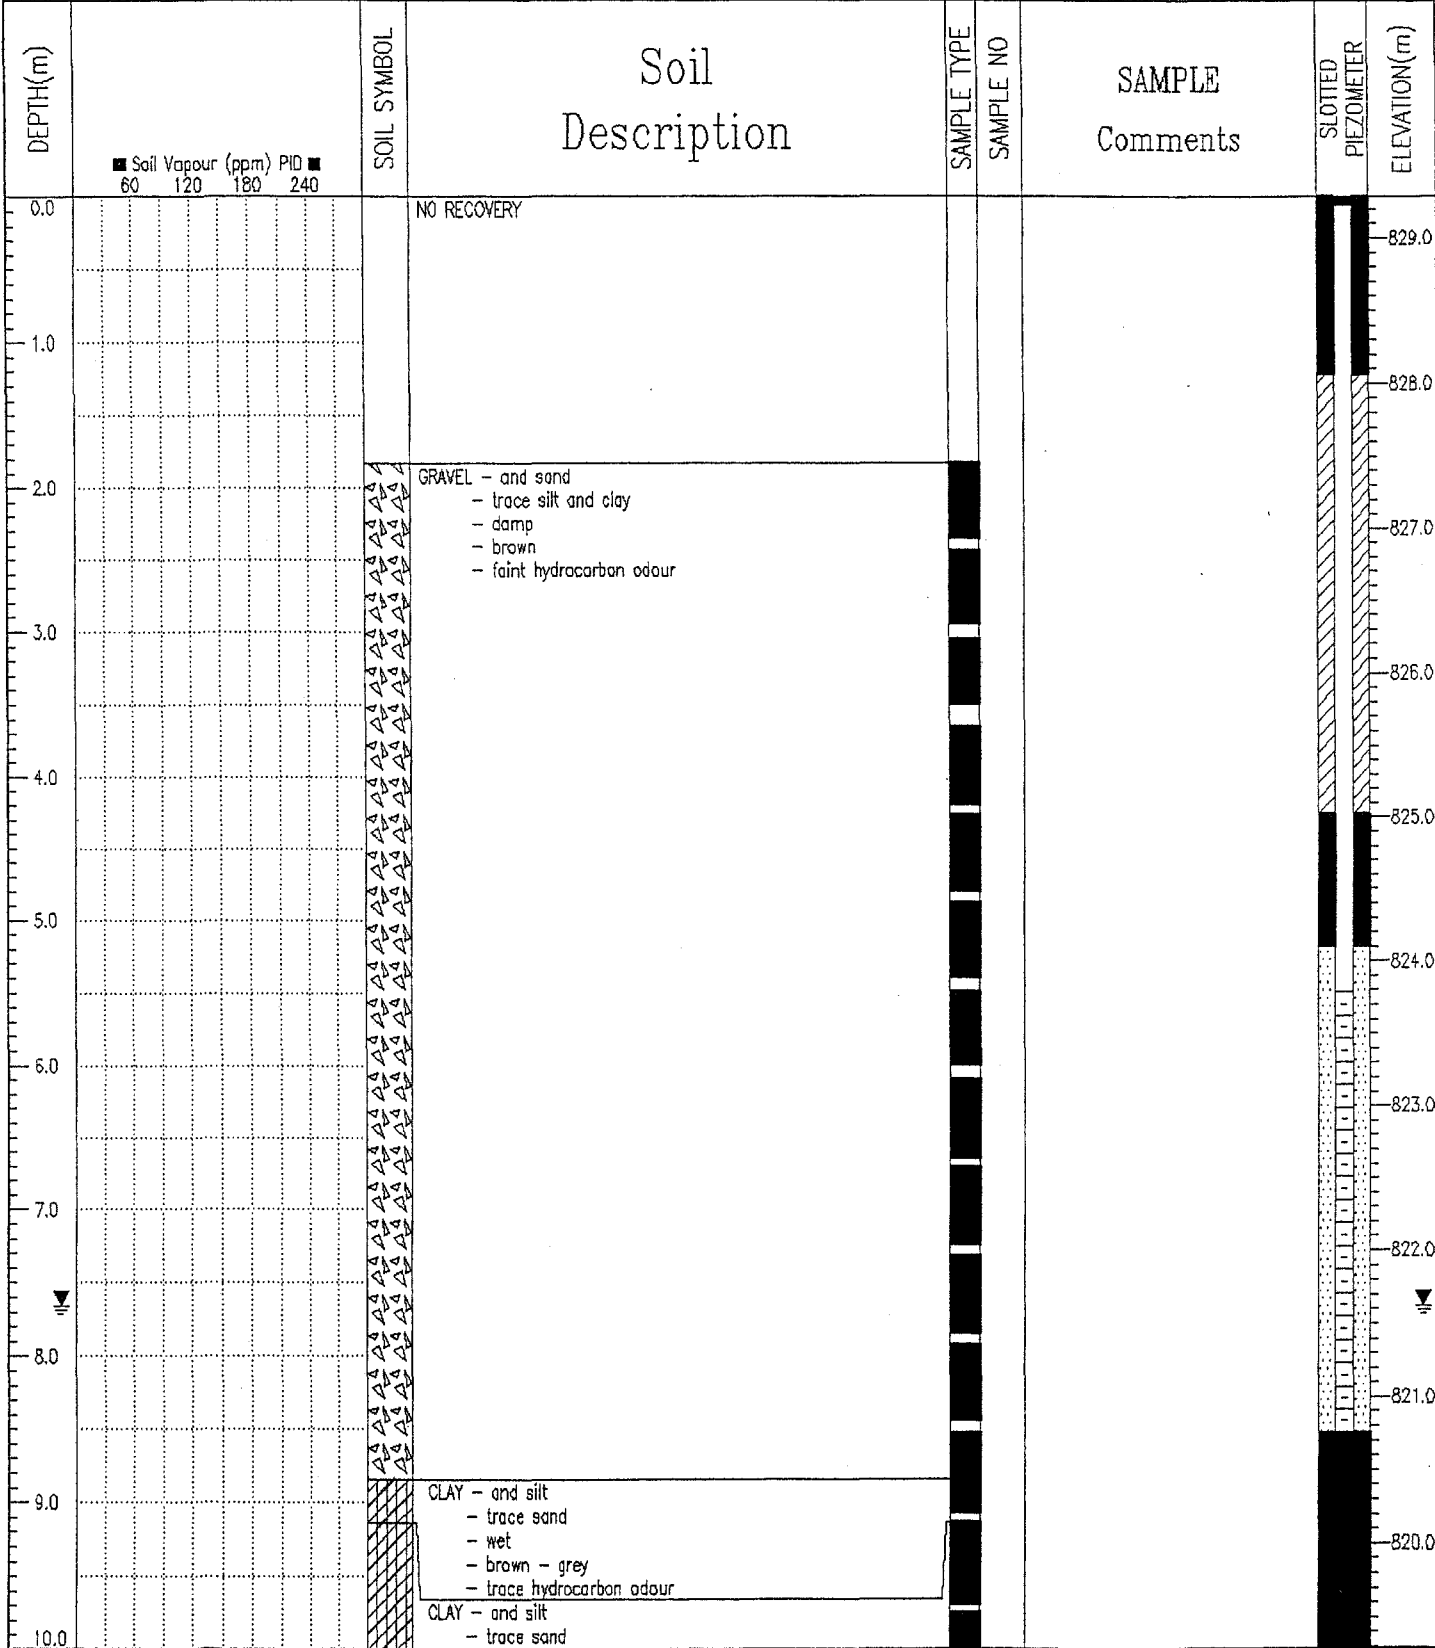 DEPTH(m)
■ Soil Vapour (ppm) PID ■
60 120 180 240
SOIL SYMBOL
Soil
Description
SAMPLE TYPE
SAMPLE NO
SAMPLE
Comments
SLOTTED
PIEZOMETER
ELEVATION(m)
0.0
1.0
2.0
3.0
4.0
5.0
6.0
7.0
8.0
9.0
10.0
NO RECOVERY
GRAVEL - and sand
- trace silt and clay
- damp
- brown
- faint hydrocarbon odour
CLAY - and silt
- trace sand
- wet
- brown - grey
- trace hydrocarbon odour
CLAY - and silt
- trace sand
829.0
828.0
827.0
826.0
825.0
824.0
823.0
822.0
821.0
820.0